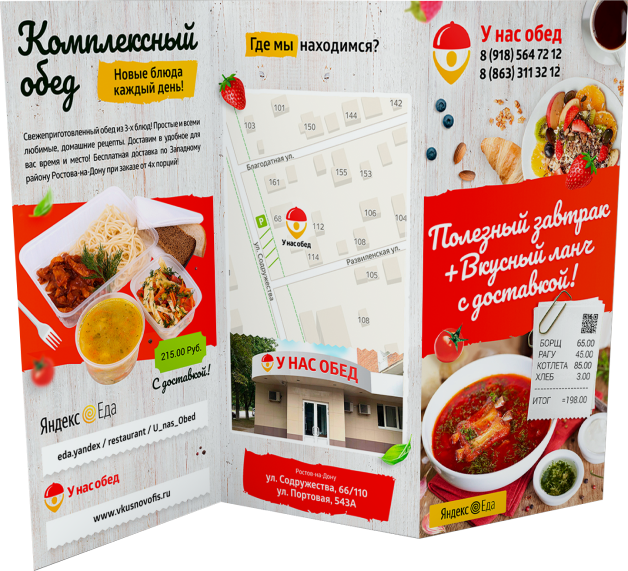 Комплексный
обед
Новые блюда
каждый день!
Свежеприготовленный обед из 3-х блюд! Простые и всеми
любимые, домашние рецепты. Доставим в удобное для
вас время и место! Бесплатная доставка по Западному
району Ростова-на-Дону при заказе от 4х порций!
215.00 Руб.
С доставкой!
Яндекс Еда
eda.yandex / restaurant / U_nas_Obed
У нас обед
www.vkusnovofis.ru
Где мы находимся?
142
101
101
144
103
Благодатная ул.
155
153
161
145
P
68
112
106
104
У нас обед
114
108
Развиленская ул.
105
112
ул. Содружества
108
У НАС ОБЕД
Ростов-на Дону
ул. Содружества, 66/110
ул. Портовая, 543А
У нас обед
8 (918) 564 72 12
8 (863) 311 32 12
Полезный завтрак
+Вкусный ланч
с доставкой!
БОРЩ 65.00
РАГУ 45.00
КОТЛЕТА 85.00
ХЛЕБ 3.00
ИТОГ =198.00
Яндекс Еда